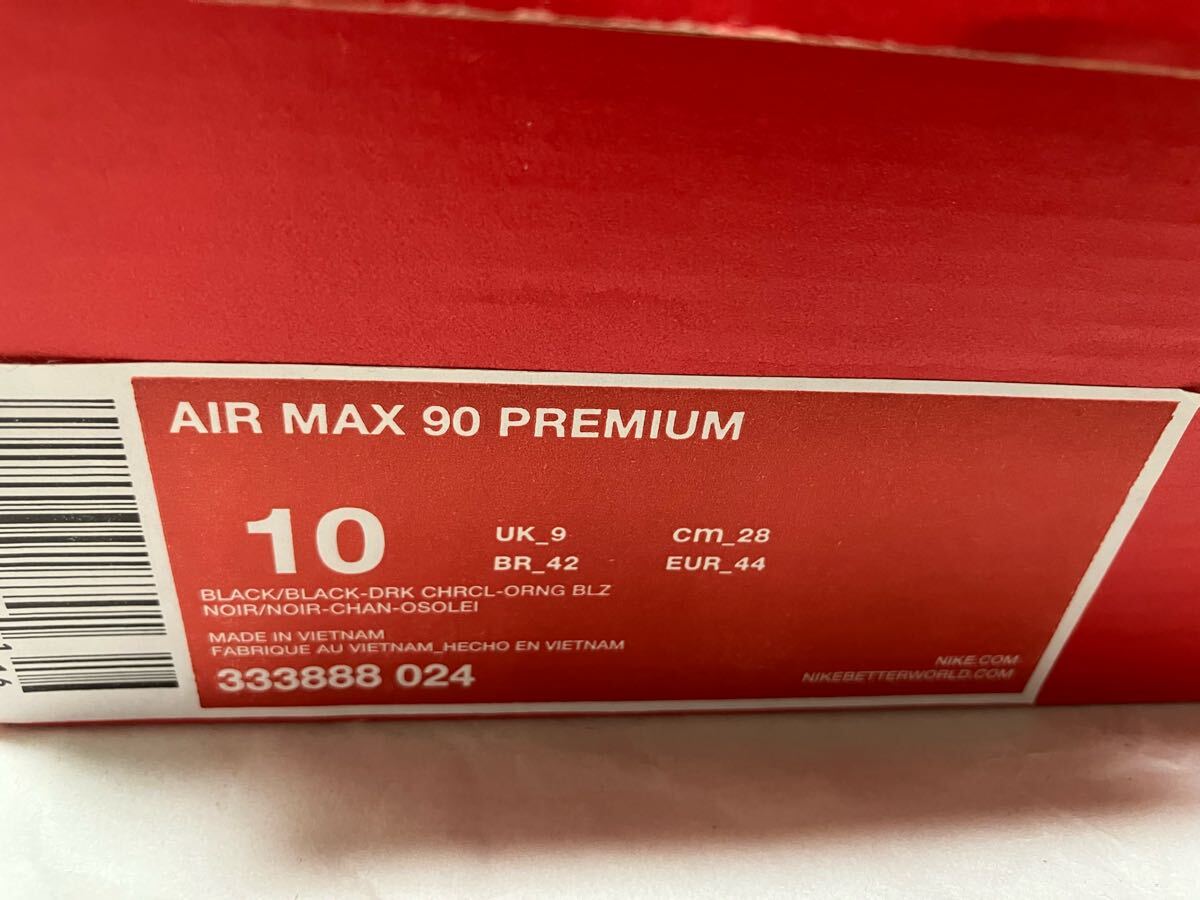 AIR MAX 90 PREMIUM
10
UK_9 cm_28
BR_42 EUR_44
BLACK/BLACK-DRK CHRCL-ORNG BLZ
NOIR/NOIR-CHAN-OSOLEI
MADE IN VIETNAM
FABRIQUE AU VIETNAM_HECHO EN VIETNAM
333888 024
NIKE.COM
NIKEBETTERWORLD.COM